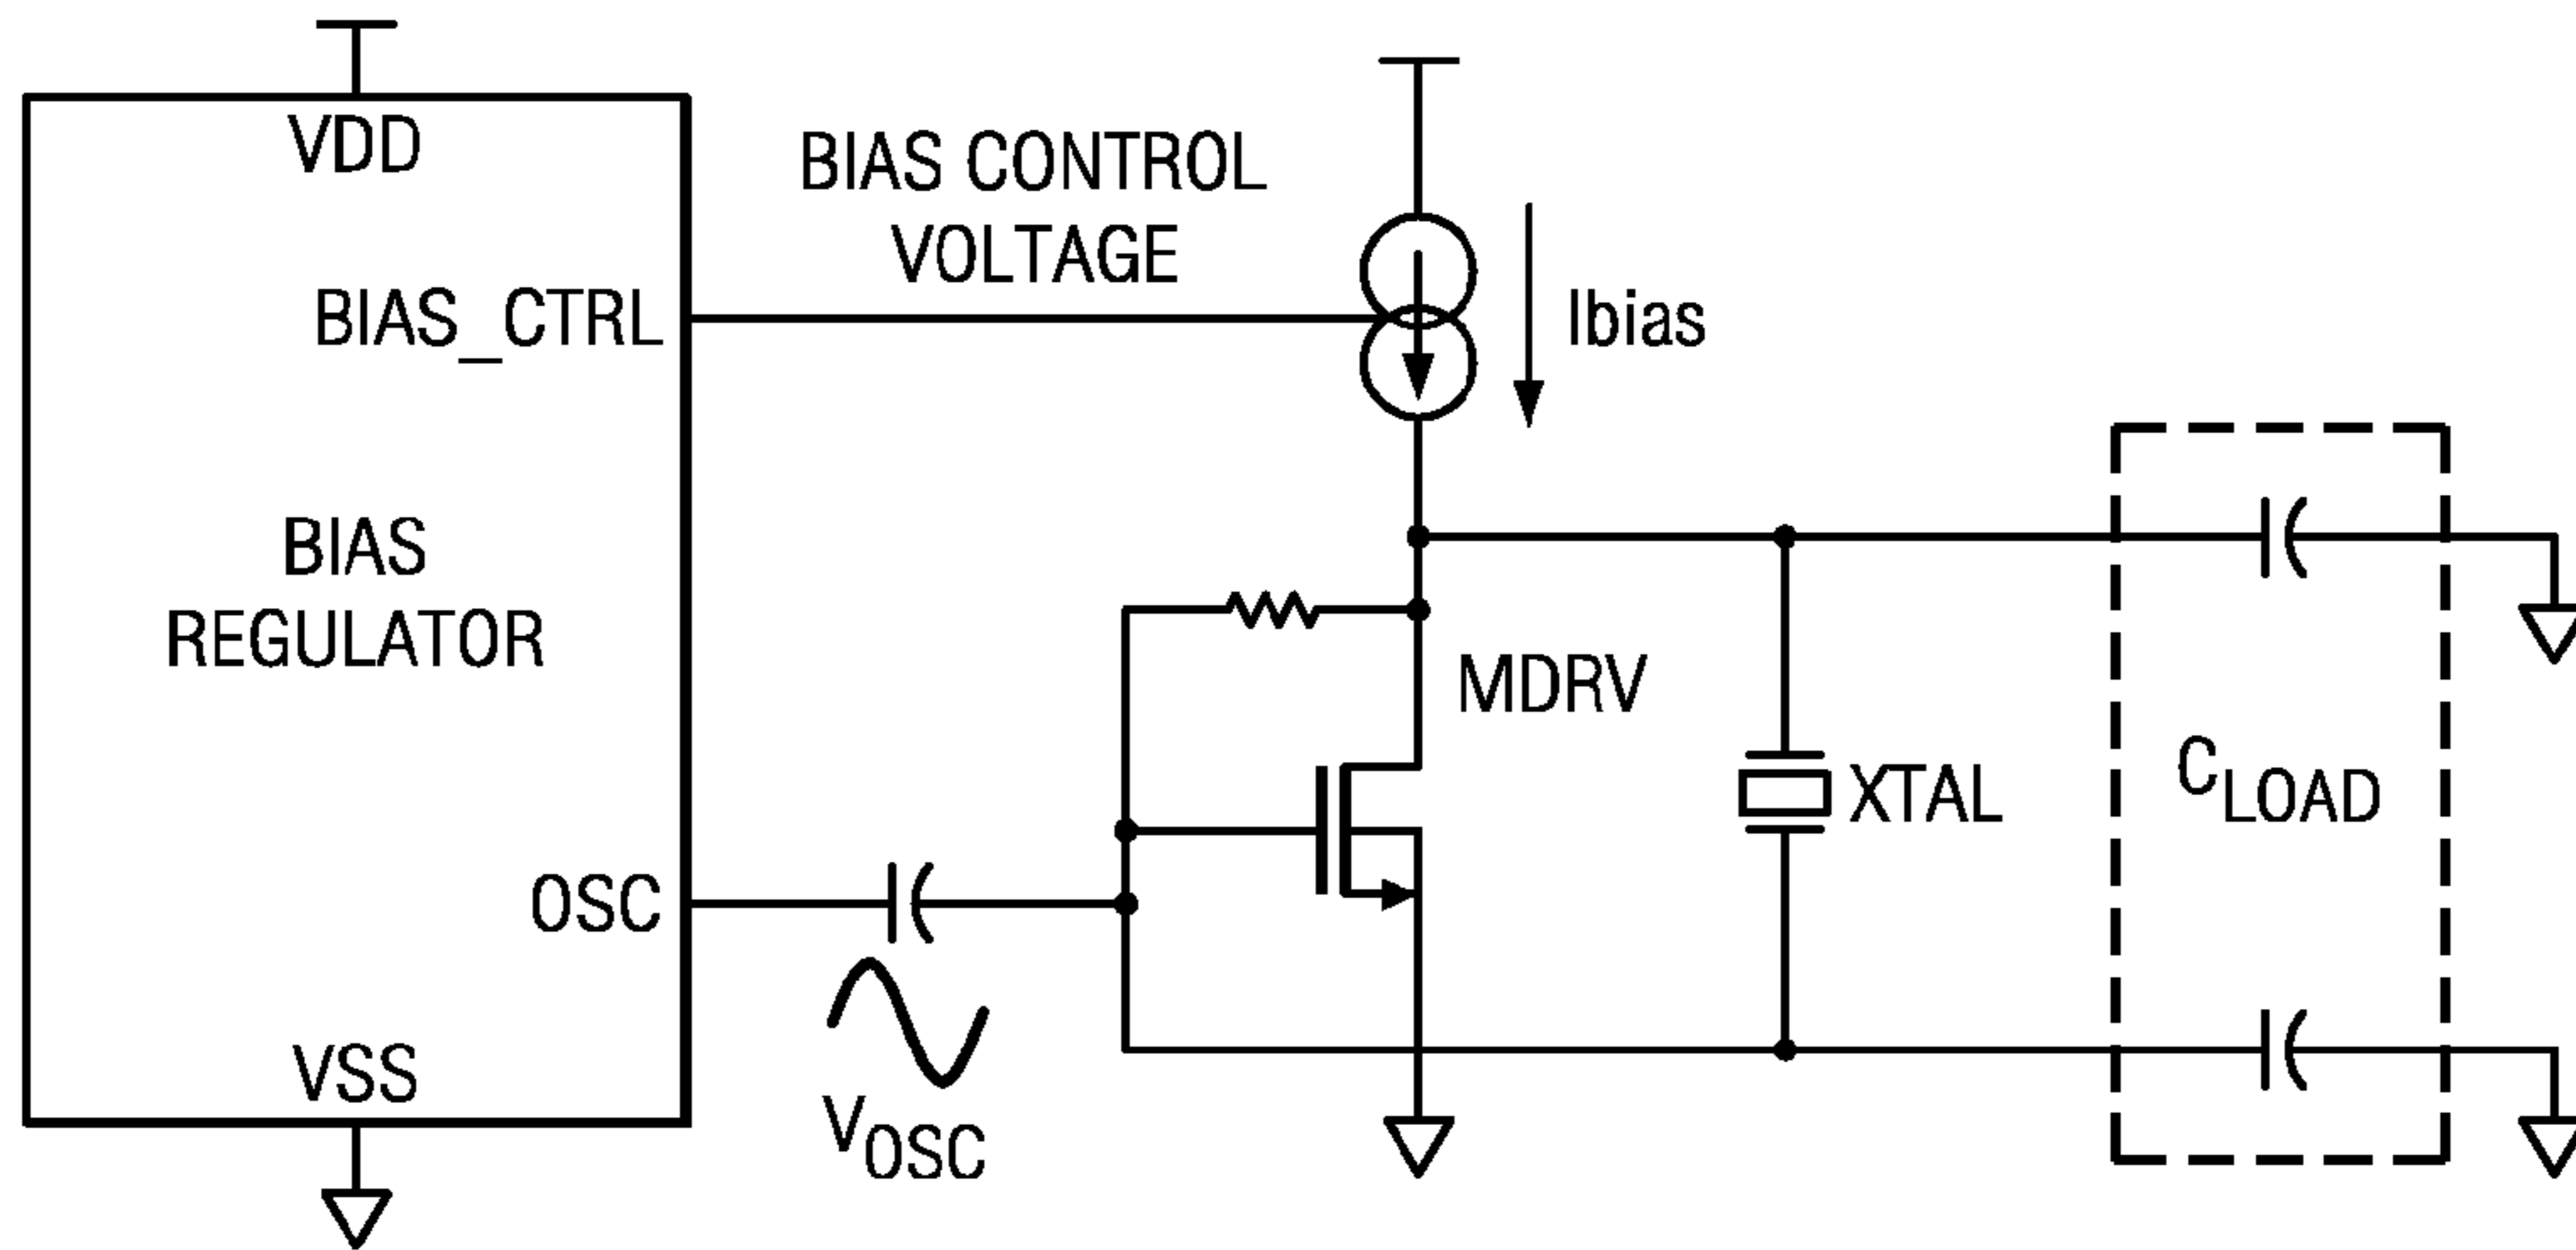 VDD
BIAS CONTROL
VOLTAGE
BIAS_CTRL
Ibias
BIAS
REGULATOR
MDRV
XTAL
CLOAD
OSC
VSS
VOSC